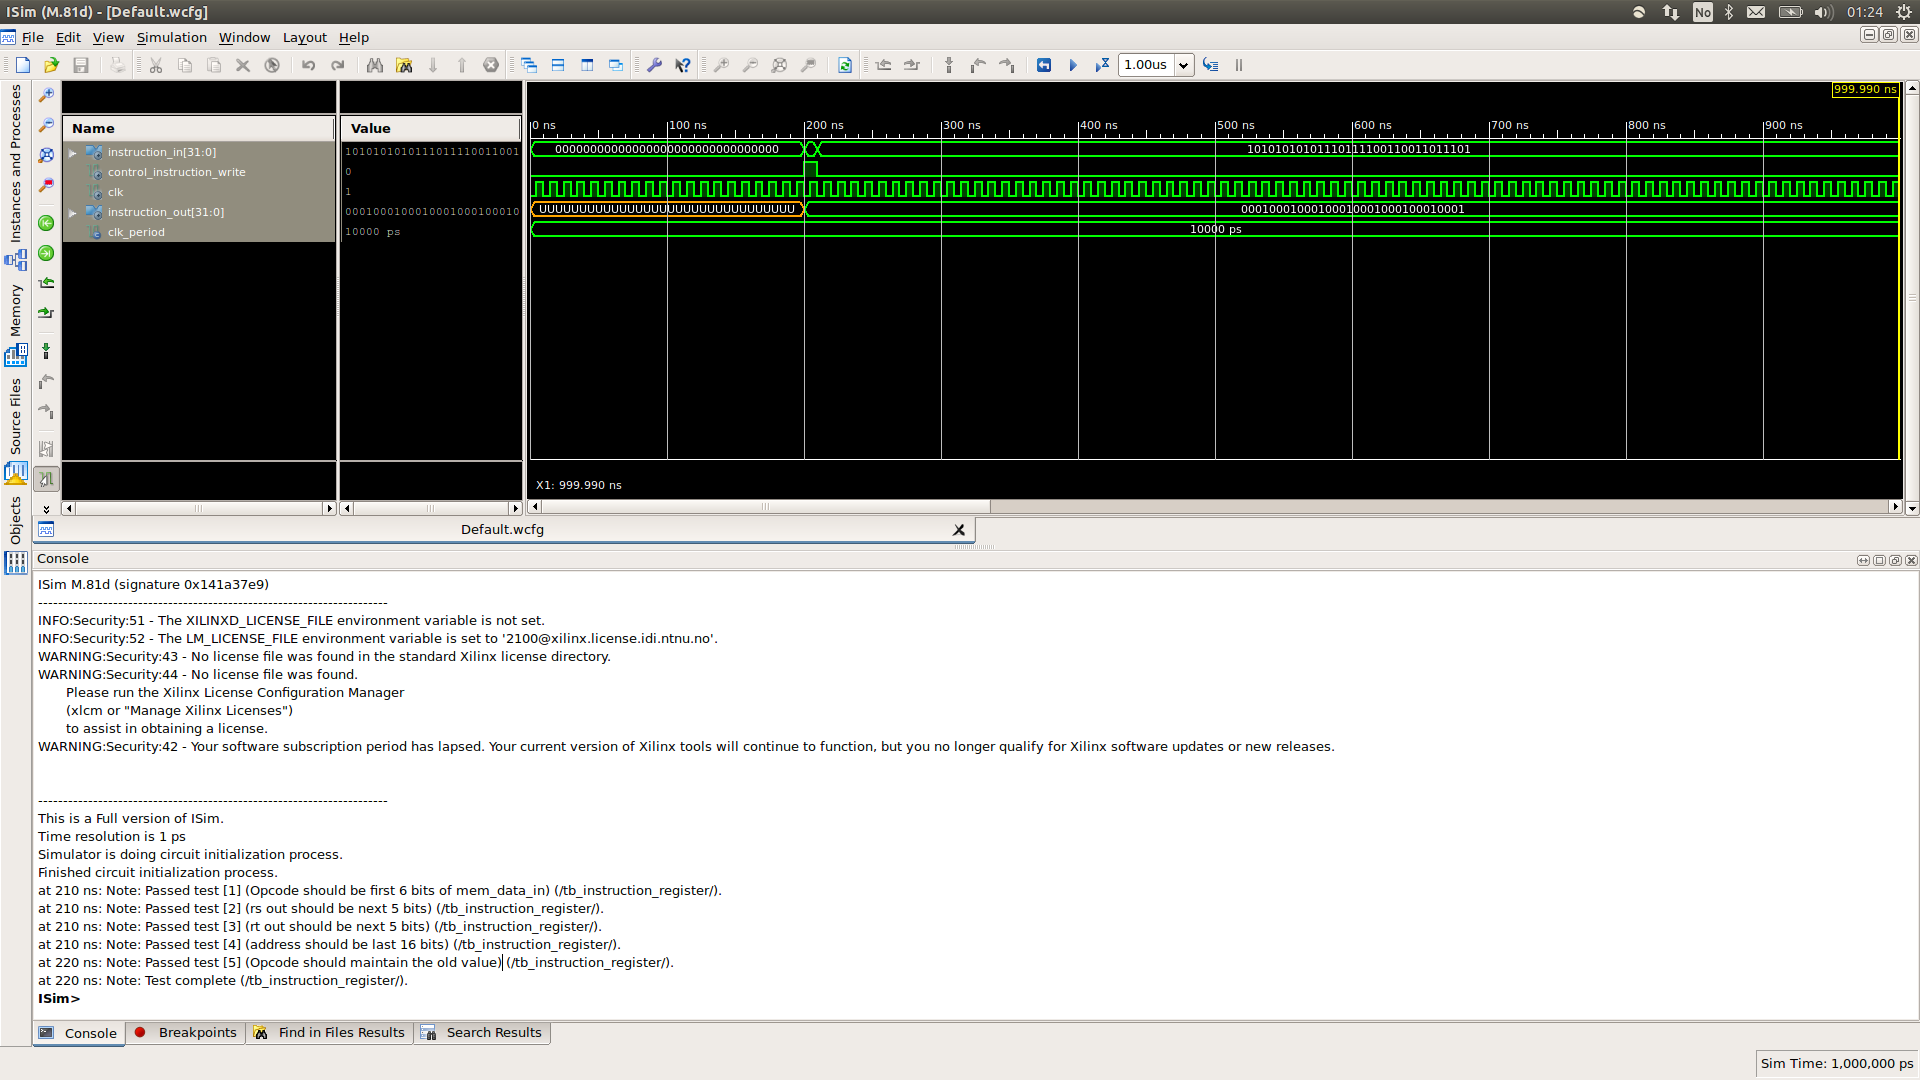 ISim (M.81d) - [Default.wcfg]
No
01:24
File Edit View Simulation Window Layout Help
1.00us
Instances and Processes
Memory
Source Files
Objects
Name
Value
instruction_in[31:0]
10101010101110111110011001
control_instruction_write
0
clk
1
instruction_out[31:0]
00010001000100010001000100010
clk_period
10000 ps
999.990 ns
0 ns 100 ns 200 ns 300 ns 400 ns 500 ns 600 ns 700 ns 800 ns 900 ns
00000000000000000000000000000000
101010101011101111100110011011101
UUUUUUUUUUUUUUUUUUUUUUUUUUUUUUUU
00010001000100010001000100010001
10000 ps
X1: 999.990 ns
Default.wcfg
Console
ISim M.81d (signature 0x141a37e9)
----------------------------------------------------------------------
INFO:Security:51 - The XILINXD_LICENSE_FILE environment variable is not set.
INFO:Security:52 - The LM_LICENSE_FILE environment variable is set to '2100@xilinx.license.idi.ntnu.no'.
WARNING:Security:43 - No license file was found in the standard Xilinx license directory.
WARNING:Security:44 - No license file was found.
Please run the Xilinx License Configuration Manager
(xlcm or "Manage Xilinx Licenses")
to assist in obtaining a license.
WARNING:Security:42 - Your software subscription period has lapsed. Your current version of Xilinx tools will continue to function, but you no longer qualify for Xilinx software updates or new releases.
----------------------------------------------------------------------
This is a Full version of ISim.
Time resolution is 1 ps
Simulator is doing circuit initialization process.
Finished circuit initialization process.
at 210 ns: Note: Passed test [1] (Opcode should be first 6 bits of mem_data_in) (/tb_instruction_register/).
at 210 ns: Note: Passed test [2] (rs out should be next 5 bits) (/tb_instruction_register/).
at 210 ns: Note: Passed test [3] (rt out should be next 5 bits) (/tb_instruction_register/).
at 210 ns: Note: Passed test [4] (address should be last 16 bits) (/tb_instruction_register/).
at 220 ns: Note: Passed test [5] (Opcode should maintain the old value) (/tb_instruction_register/).
at 220 ns: Note: Test complete (/tb_instruction_register/).
ISim>
Console Breakpoints Find in Files Results Search Results
Sim Time: 1,000,000 ps